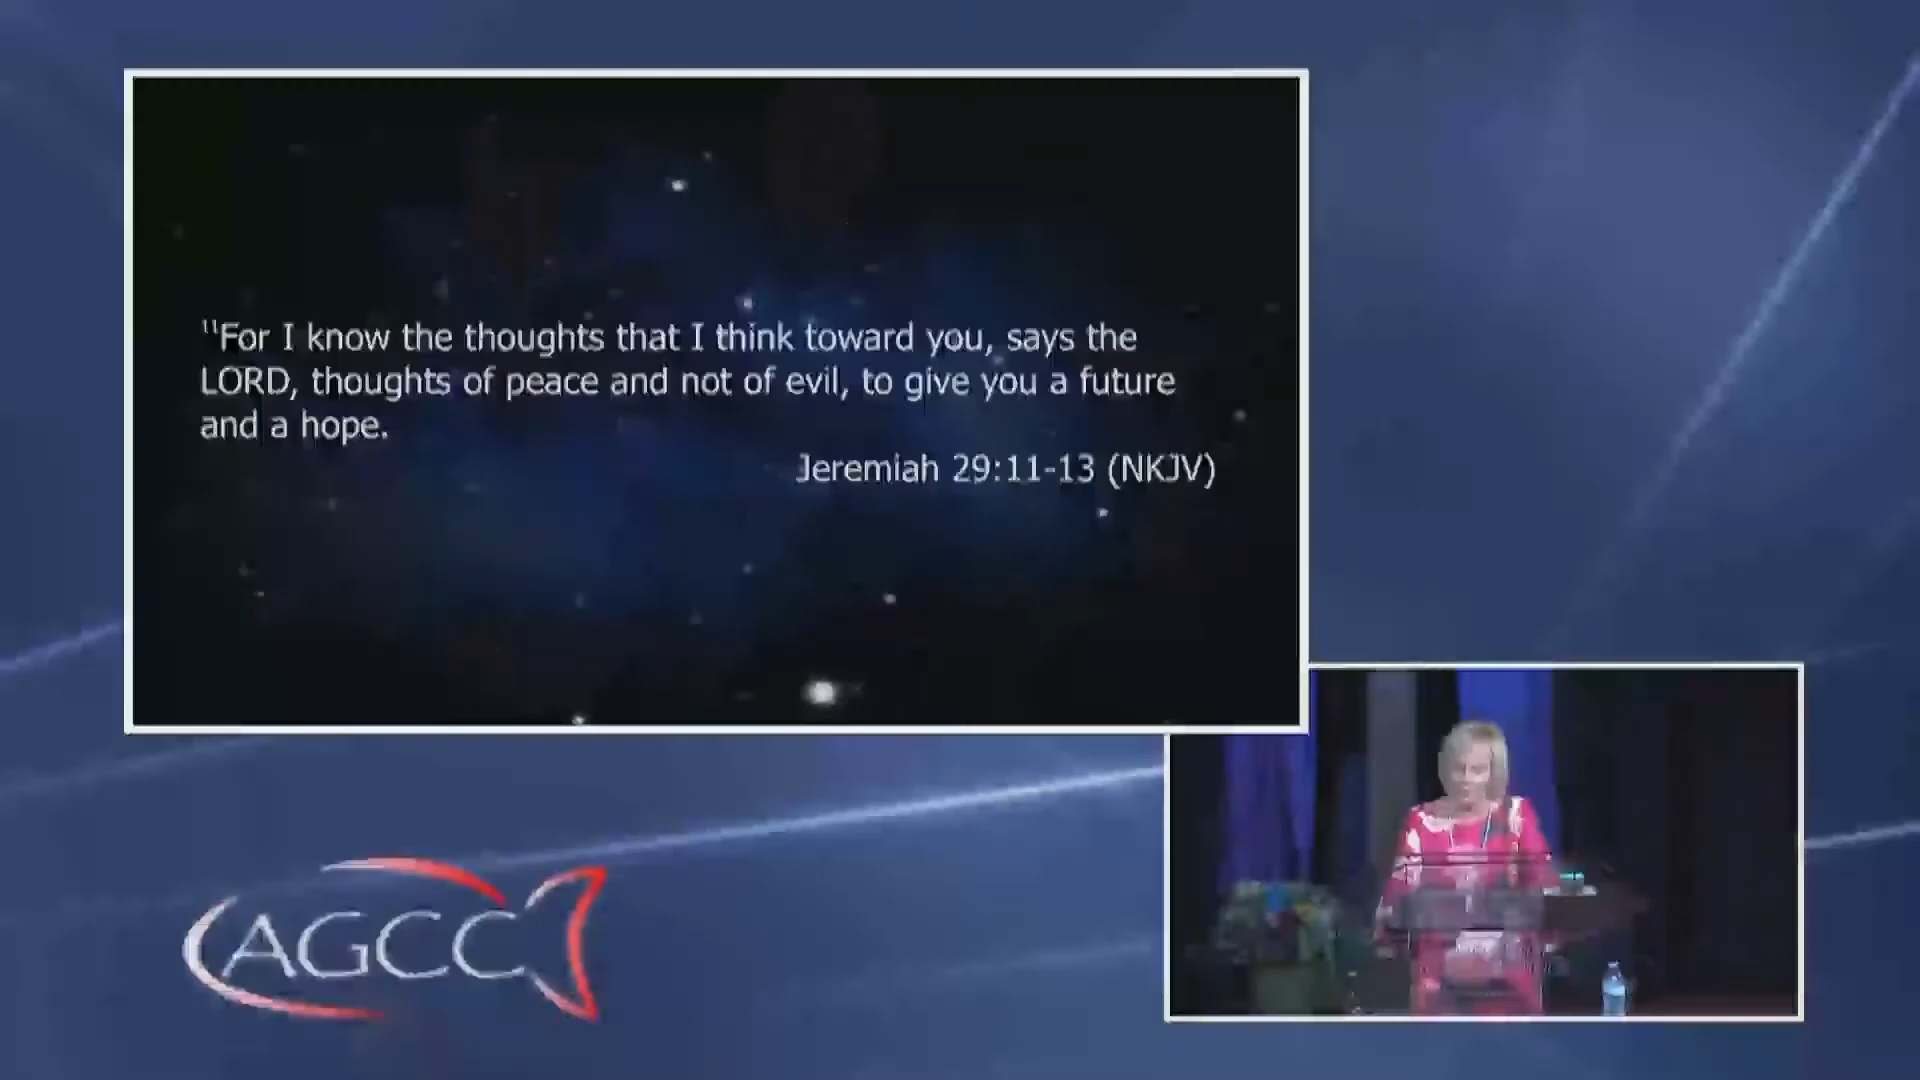 ¹¹For I know the thoughts that I think toward you, says the
LORD, thoughts of peace and not of evil, to give you a future
and a hope.
Jeremiah 29:11-13 (NKJV)
AGCC